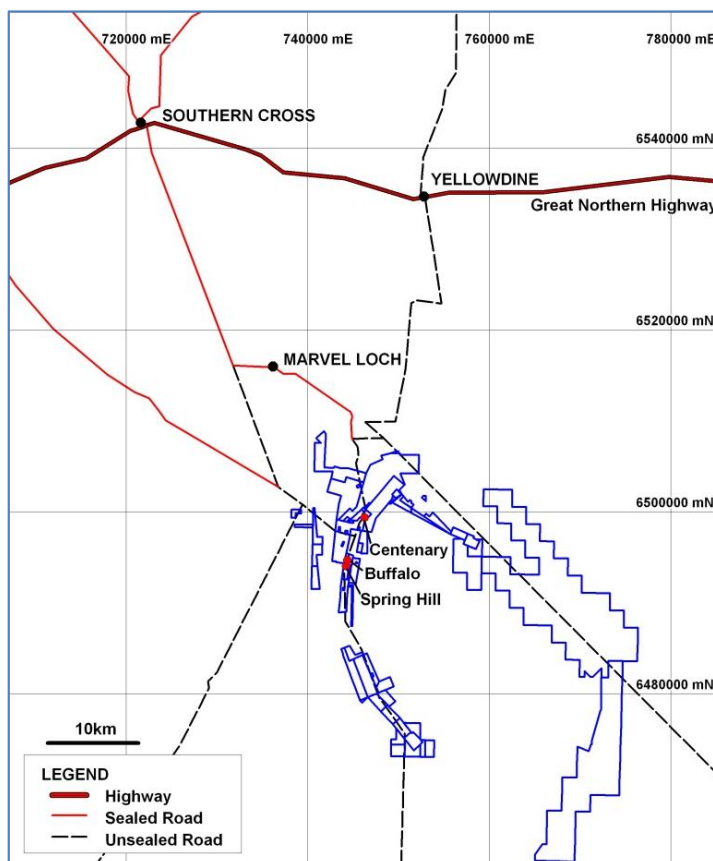 720000 mE
740000 mE
760000 mE
780000 mE
SOUTHERN CROSS
6540000 mN
YELLOWDINE
Great Northern Highway
6520000 mN
MARVEL LOCH
6500000 mN
Centenary
Buffalo
Spring Hill
6480000 mN
10km
LEGEND
Highway
Sealed Road
Unsealed Road